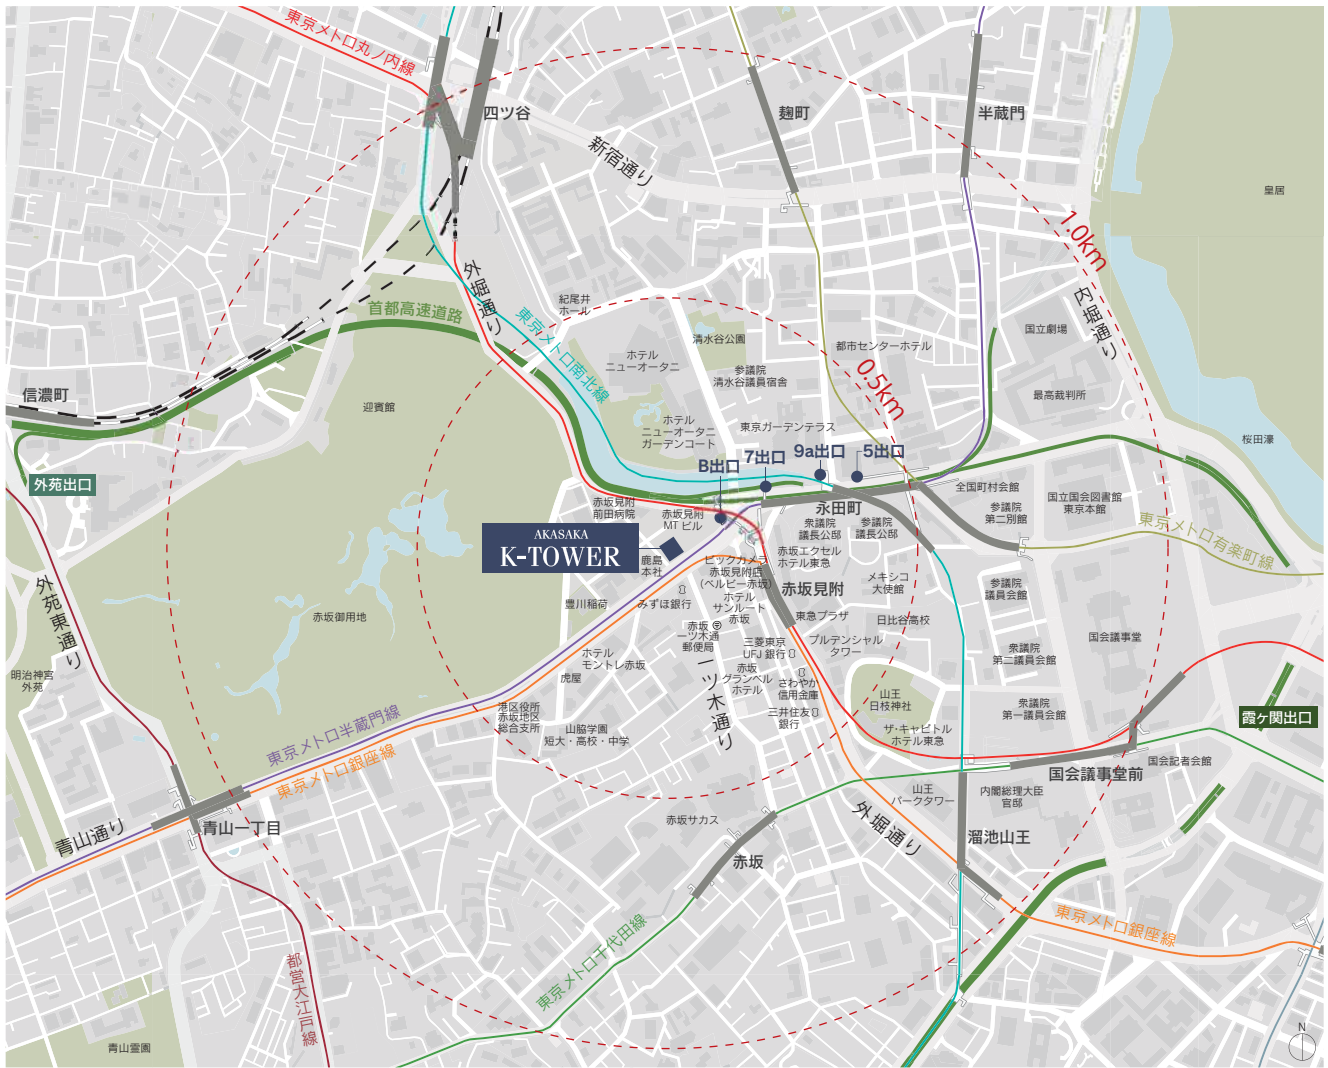 東京メトロ丸ノ内線
四ツ谷
麹町
半蔵門
新宿通り
皇居
1.0km
外堀通り
紀尾井
ホール
内堀通り
首都高速道路
東京メトロ南北線
国立劇場
清水谷公園
都市センターホテル
ホテル
ニューオータニ
参議院
清水谷議員宿舎
0.5km
信濃町
迎賓館
最高裁判所
ホテル
ニューオータニ
ガーデンコート
東京ガーデンテラス
桜田濠
B出口
7出口
9a出口
5出口
外苑出口
全国町村会館
国立国会図書館
東京本館
赤坂見附
前田病院
赤坂見附
MT ビル
永田町
参議院
第二別館
衆議院
議長公邸
参議院
議長公邸
東京メトロ有楽町線
AKASAKA
K-TOWER
鹿島
本社
ビックカメラ
赤坂見附店
(ベルビー赤坂)
赤坂エクセル
ホテル東急
赤坂見附
メキシコ
大使館
参議院
議員会館
外苑東通り
豊川稲荷
みずほ銀行
ホテル
サンルート
赤坂
東急プラザ
日比谷高校
赤坂御用地
赤坂
一ツ木通
郵便局
三菱東京
UFJ 銀行
プルデンシャル
タワー
国会議事堂
衆議院
第二議員会館
ホテル
モントレ赤坂
虎屋
一ツ木通り
赤坂
グランベル
ホテル
さわやか
信用金庫
明治神宮
外苑
山王
日枝神社
衆議院
第一議員会館
港区役所
赤坂地区
総合支所
三井住友
銀行
霞ヶ関出口
山脇学園
短大・高校・中学
ザ・キャピトル
ホテル東急
東京メトロ半蔵門線
東京メトロ銀座線
国会記者会館
国会議事堂前
山王
パークタワー
内閣総理大臣
官邸
青山通り
青山一丁目
赤坂サカス
外堀通り
溜池山王
赤坂
東京メトロ銀座線
東京メトロ千代田線
都営大江戸線
青山霊園
N